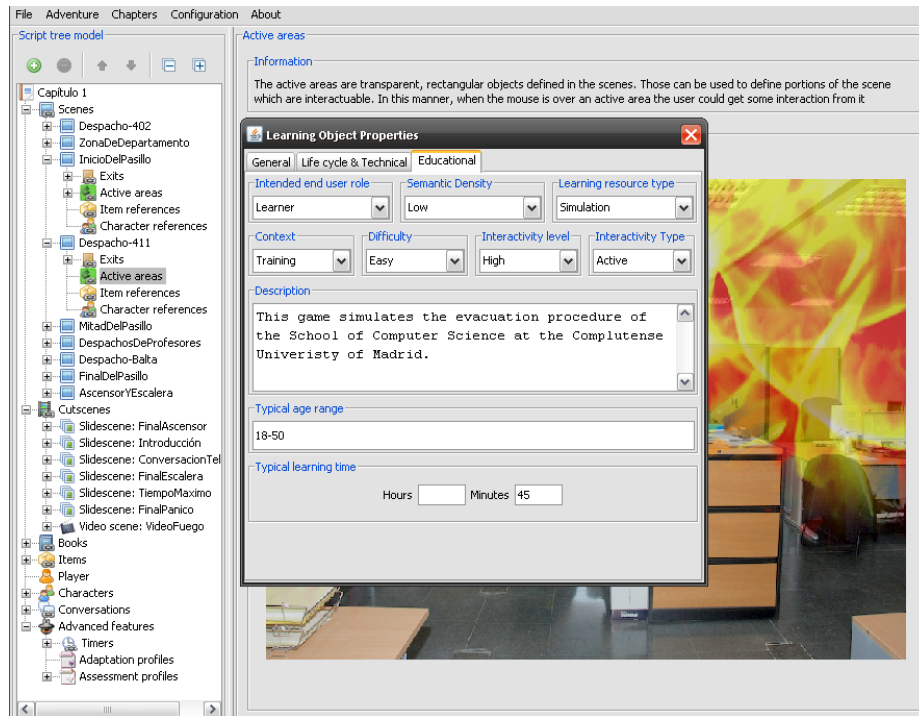 File Adventure Chapters Configuration About
Script tree model
Capítulo 1
Scenes
Despacho-402
ZonaDeDepartamento
InicioDelPasillo
Exits
Active areas
Item references
Character references
Despacho-411
Exits
Active areas
Item references
Character references
MitadDelPasillo
DespachosDeProfesores
Despacho-Balta
FinalDelPasillo
AscensorYEscalera
Cutscenes
Slidescene: FinalAscensor
Slidescene: Introducción
Slidescene: ConversacionTel
Slidescene: FinalEscalera
Slidescene: TiempoMaximo
Slidescene: FinalPanico
Video scene: VideoFuego
Books
Items
Player
Characters
Conversations
Advanced features
Timers
Adaptation profiles
Assessment profiles
Active areas
Information
The active areas are transparent, rectangular objects defined in the scenes. Those can be used to define portions of the scene
which are interactuable. In this manner, when the mouse is over an active area the user could get some interaction from it
Learning Object Properties
General Life cycle & Technical Educational
Intended end user role Semantic Density Learning resource type
Learner Low Simulation
Context Difficulty Interactivity level Interactivity Type
Training Easy High Active
Description
This game simulates the evacuation procedure of
the School of Computer Science at the Complutense
Univeristy of Madrid.
Typical age range
18-50
Typical learning time
Hours Minutes 45